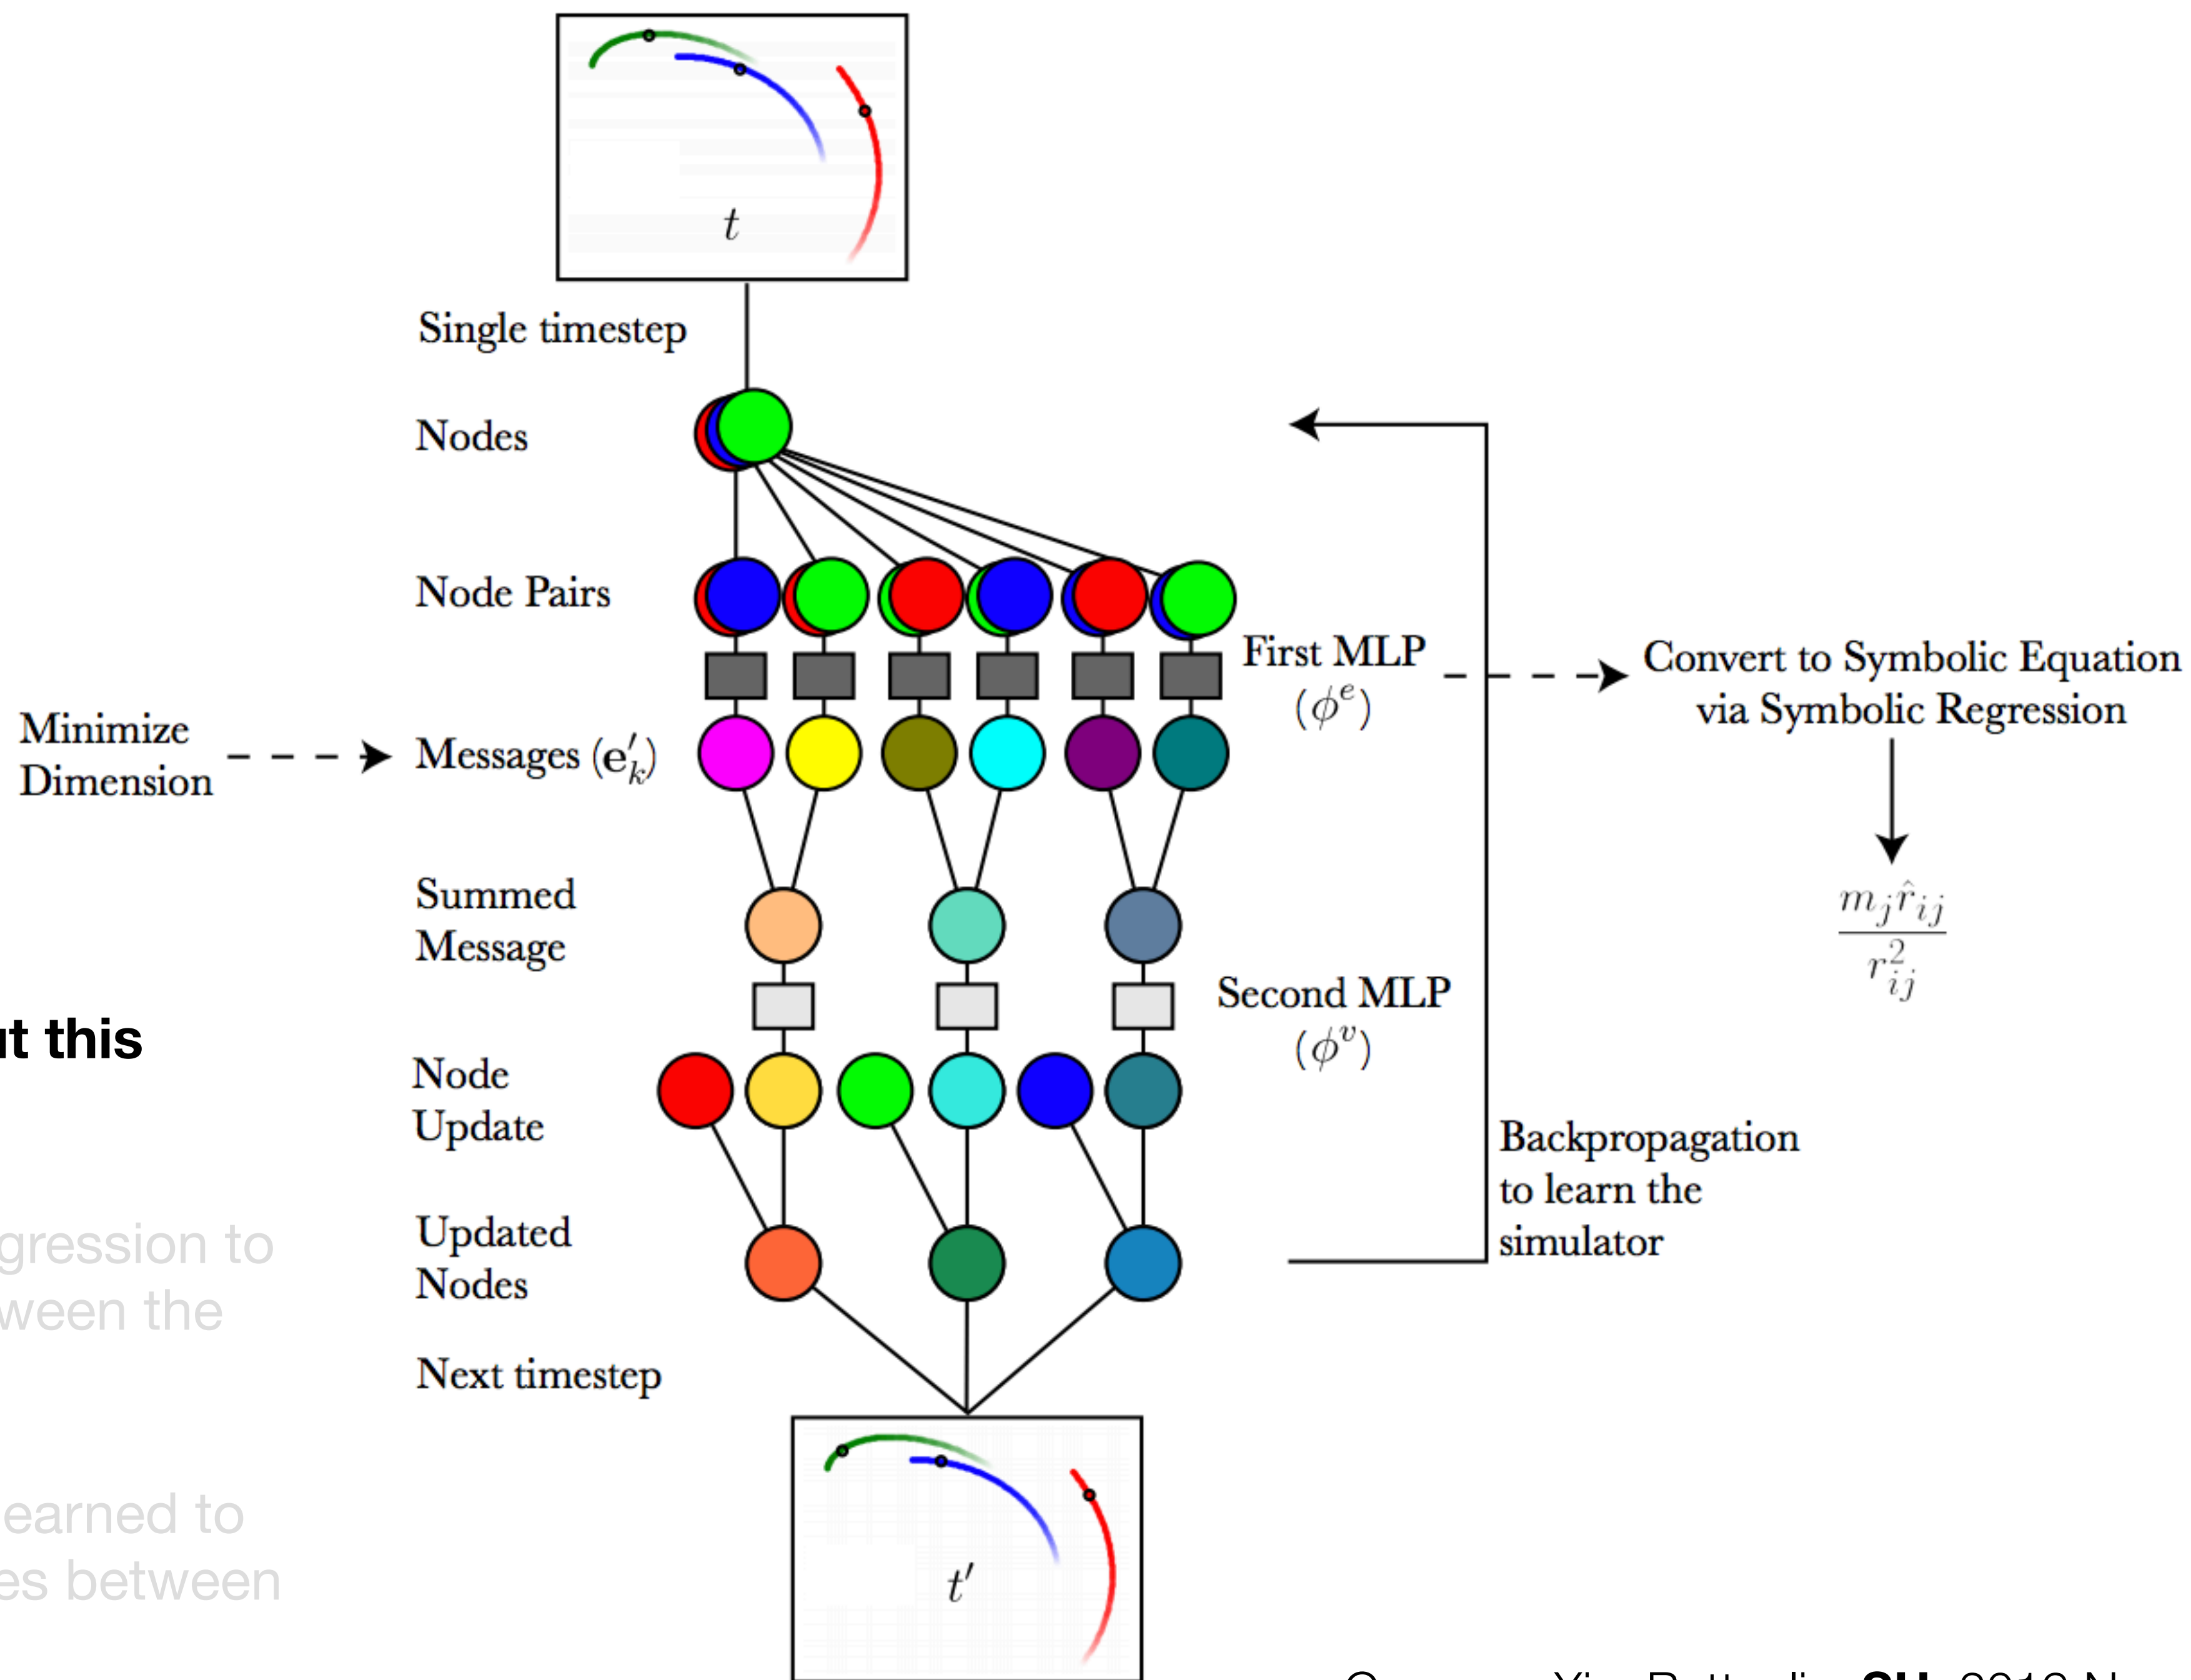 t
Single timestep
Nodes
Node Pairs
First MLP
(ϕ^e)
Convert to Symbolic Equation
via Symbolic Regression
Minimize
Dimension
Messages (e′_k)
Summed
Message
m_j r̂_ij
r²_ij
Second MLP
(ϕ^v)
this
Node
Update
Backpropagation
to learn the
simulator
Updated
Nodes
gression to
ween the
Next timestep
earned to
es between
t′